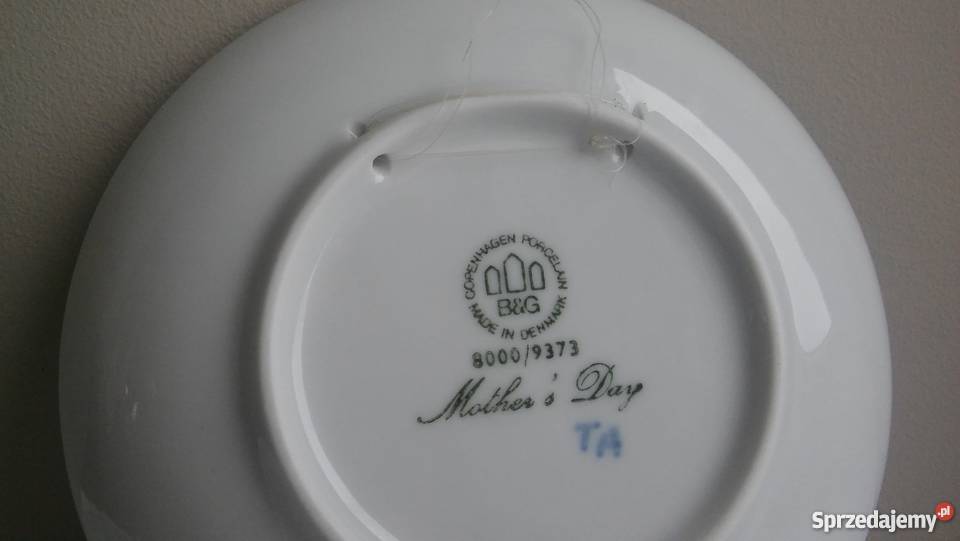 COPENHAGEN PORCELAIN
B&G
MADE IN DENMARK
8000/9373
Mother's Day
TA
Sprzedajemy.pl